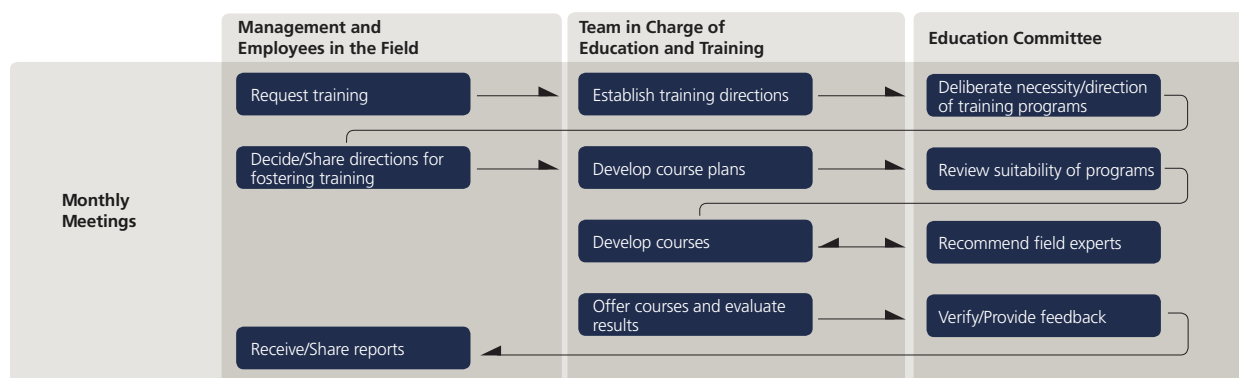 Management and
Employees in the Field
Team in Charge of
Education and Training
Education Committee
Monthly
Meetings
Request training
Establish training directions
Deliberate necessity/direction
of training programs
Decide/Share directions for
fostering training
Develop course plans
Review suitability of programs
Develop courses
Recommend field experts
Offer courses and evaluate
results
Verify/Provide feedback
Receive/Share reports